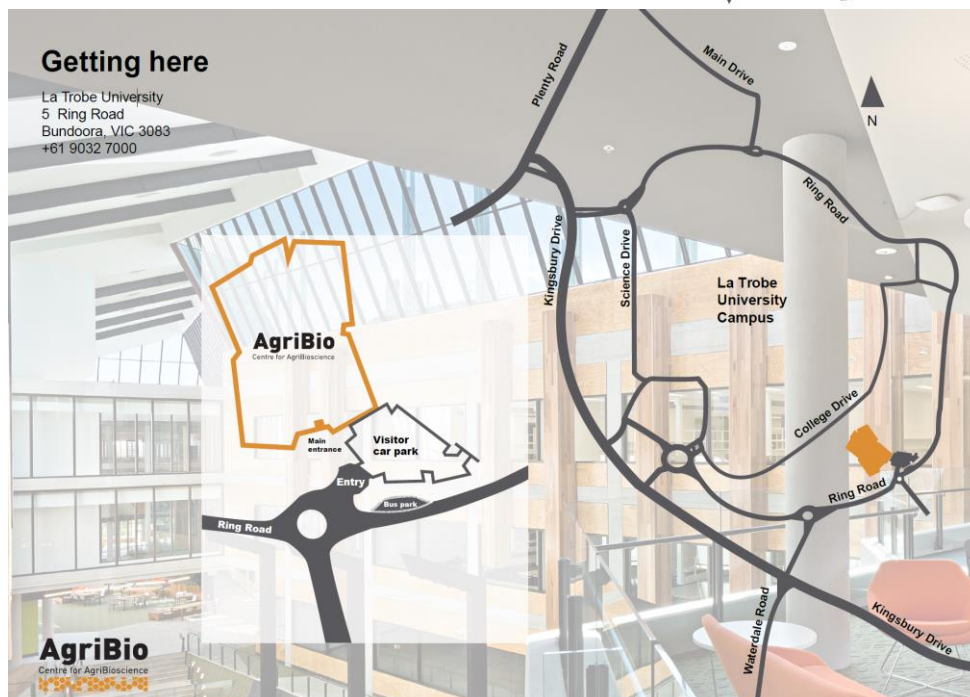 Getting here
La Trobe University
5 Ring Road
Bundoora, VIC 3083
+61 9032 7000
Plenty Road
Main Drive
N
Ring Road
Kingsbury Drive
Science Drive
La Trobe
University
Campus
College Drive
Ring Road
Waterdale Road
Kingsbury Drive
AgriBio
Centre for AgriBioscience
Main
entrance
Visitor
car park
Entry
Bus park
Ring Road
AgriBio
Centre for AgriBioscience